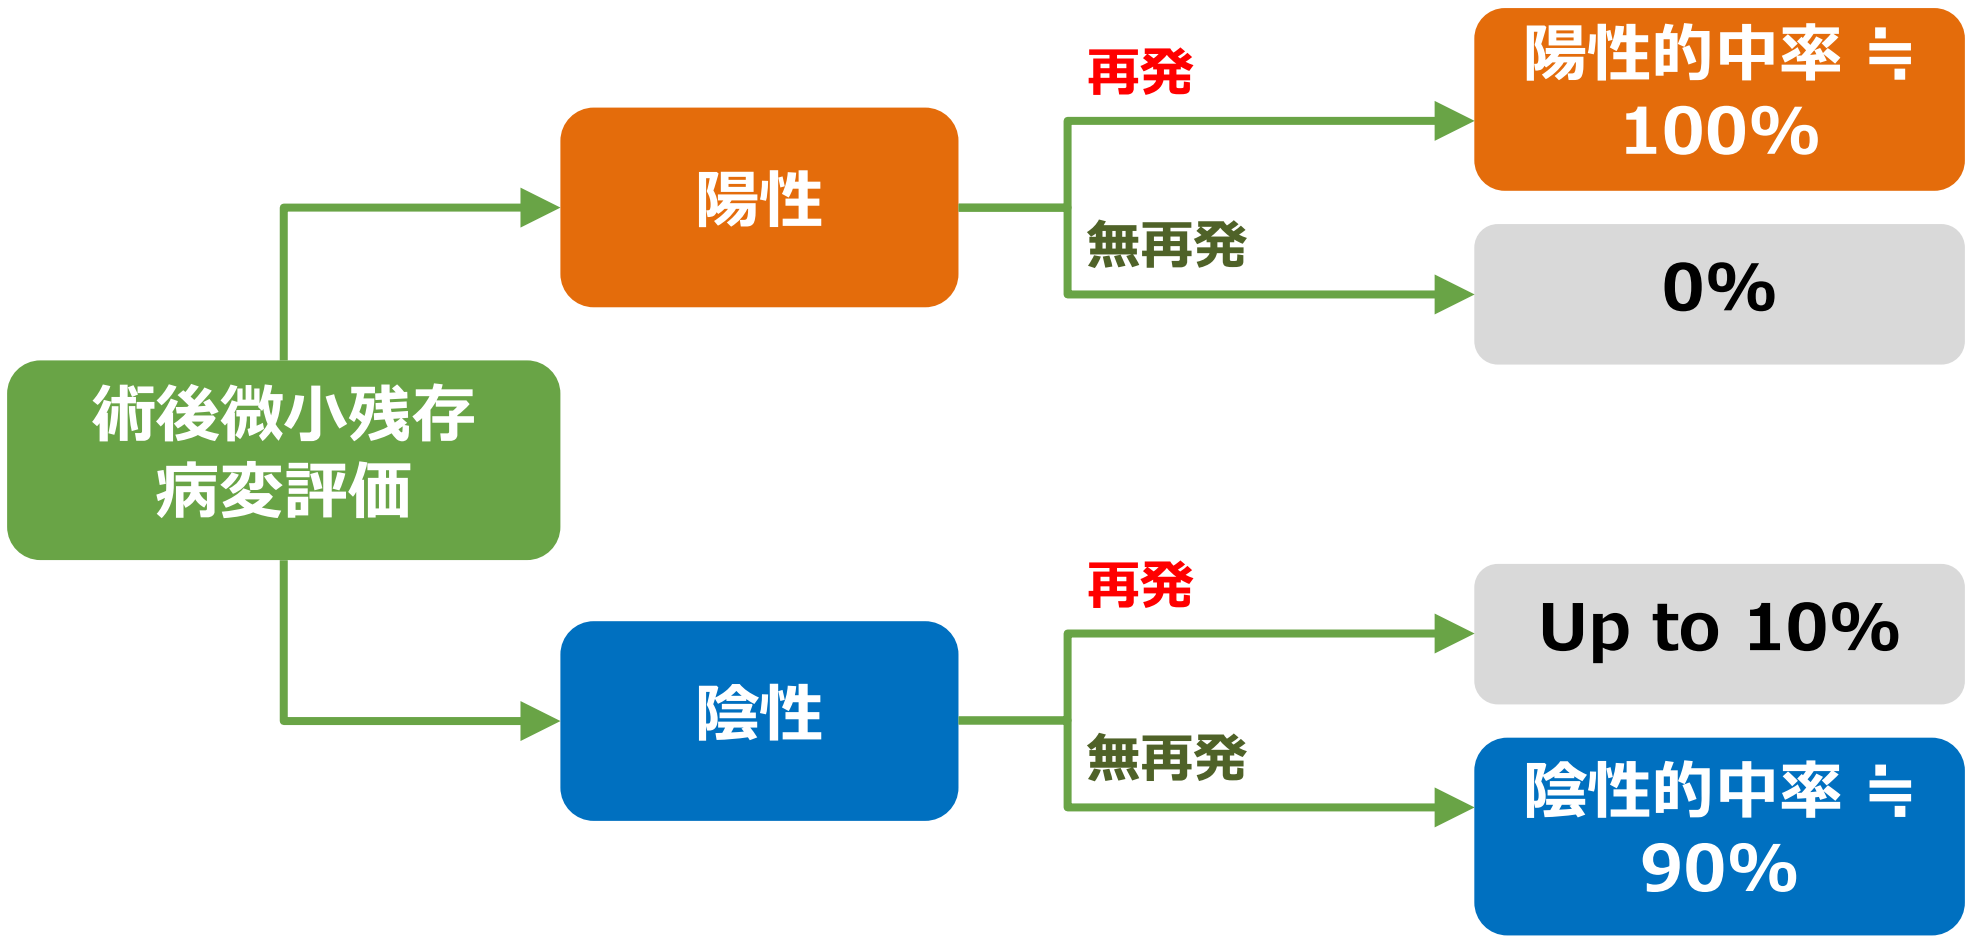 術後微小残存
病変評価
陽性
再発
陽性的中率 ≒
100%
無再発
0%
陰性
再発
Up to 10%
無再発
陰性的中率 ≒
90%